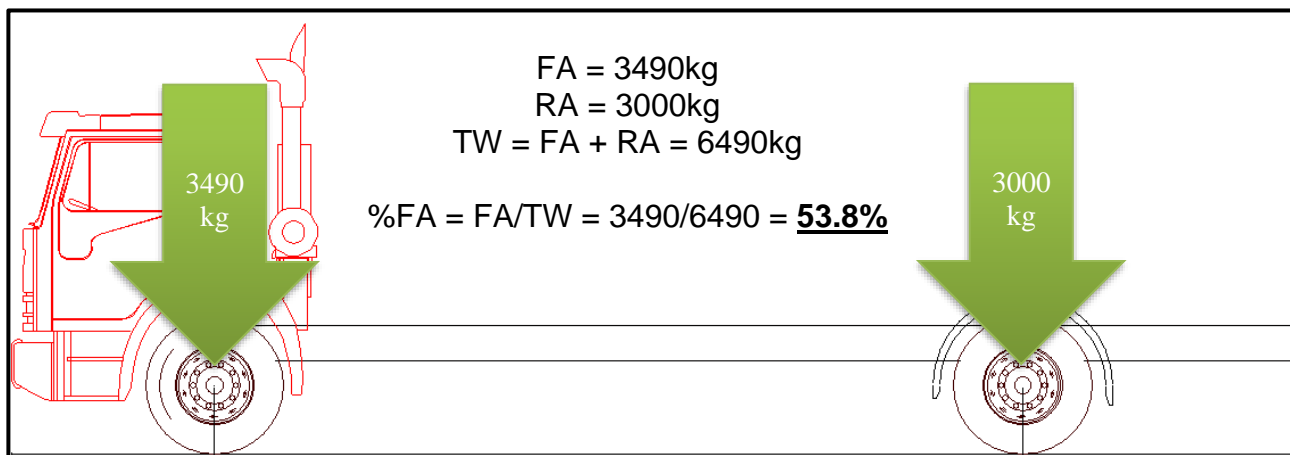 FA = 3490kg
RA = 3000kg
TW = FA + RA = 6490kg
%FA = FA/TW = 3490/6490 = 53.8%
3490
kg
3000
kg